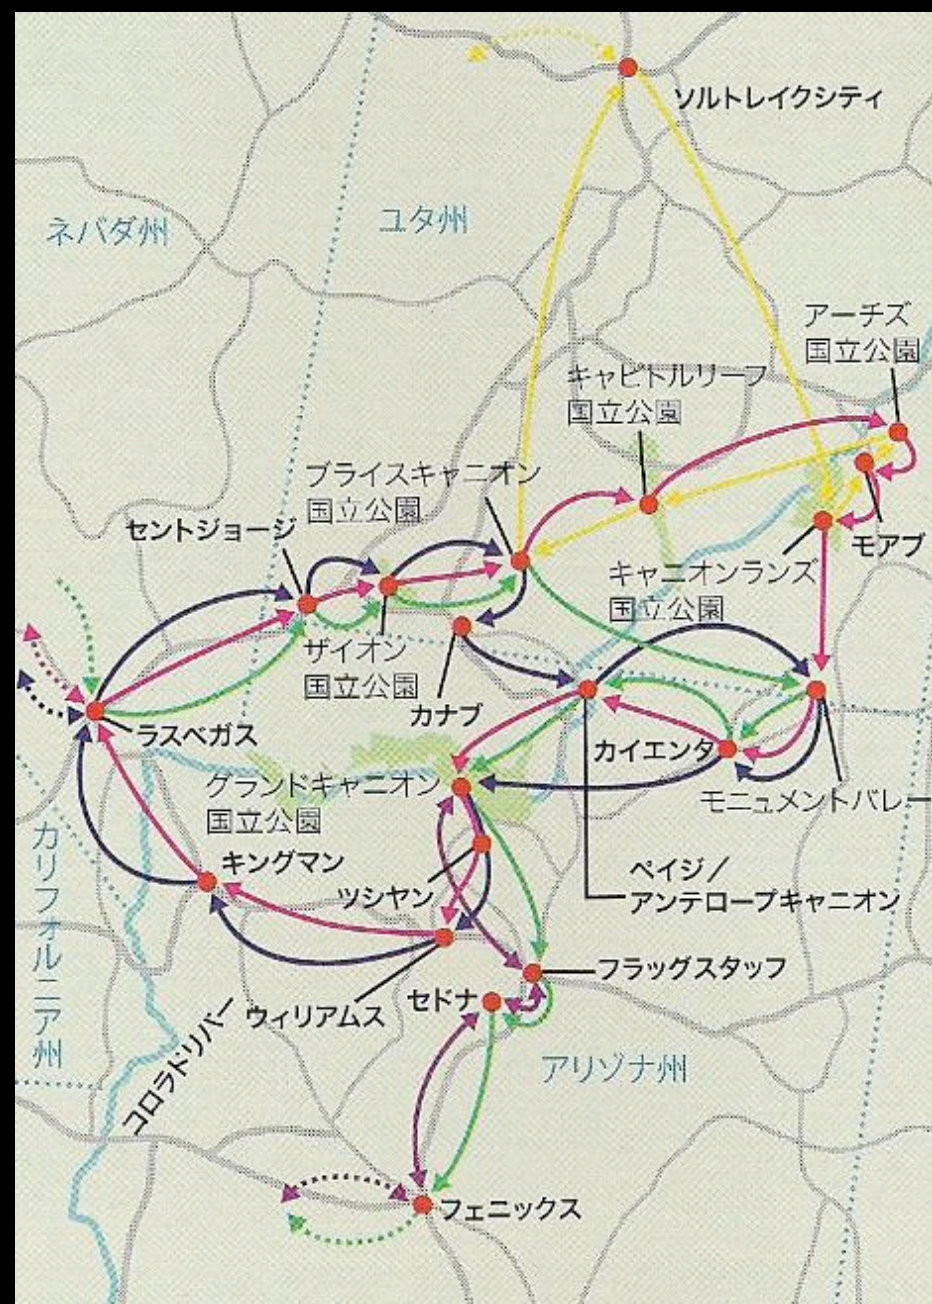 ソルトレイクシティ
ネバダ州
ユタ州
アーチズ
国立公園
キャピトルリーフ
国立公園
ブライスキャニオン
国立公園
セントジョージ
モアブ
キャニオンランズ
国立公園
ザイオン
国立公園
カナブ
ラスベガス
カイエンタ
グランドキャニオン
国立公園
モニュメントバレー
カリフォルニア州
キングマン
ツシヤン
ペイジ/
アンテロープキャニオン
フラッグスタッフ
セドナ
ウィリアムス
コロラドリバー
アリゾナ州
フェニックス